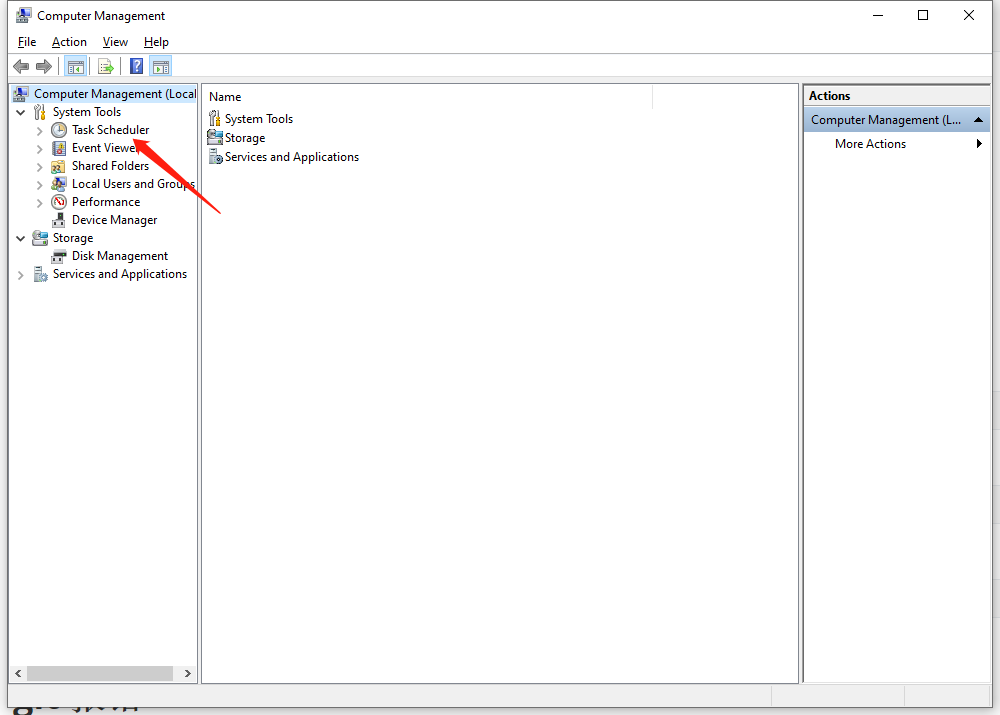 Computer Management
File Action View Help
Computer Management (Local
System Tools
Task Scheduler
Event Viewer
Shared Folders
Local Users and Groups
Performance
Device Manager
Storage
Disk Management
Services and Applications
Name
System Tools
Storage
Services and Applications
Actions
Computer Management (L...
More Actions